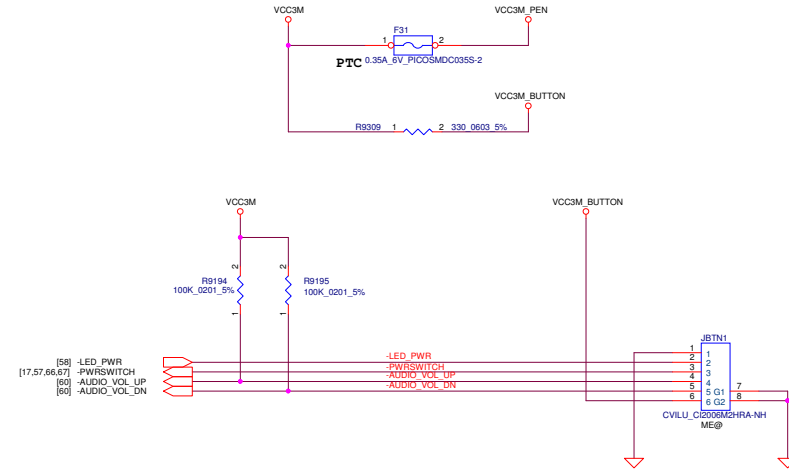 VCC3M
VCC3M_PEN
F31
1
2
PTC
0.35A_6V_PICOSMDC035S-2
VCC3M_BUTTON
R9309
1
2
330_0603_5%
VCC3M
VCC3M_BUTTON
2
2
R9194
100K_0201_5%
R9195
100K_0201_5%
1
1
JBTN1
[58] -LED_PWR
-LED_PWR
[17,57,66,67] -PWRSWITCH
-PWRSWITCH
[60] -AUDIO_VOL_UP
-AUDIO_VOL_UP
[60] -AUDIO_VOL_DN
-AUDIO_VOL_DN
1
1
2
2
3
3
4
4
5
5 G1
7
6
6 G2
8
CVILU_CI2006M2HRA-NH
ME@